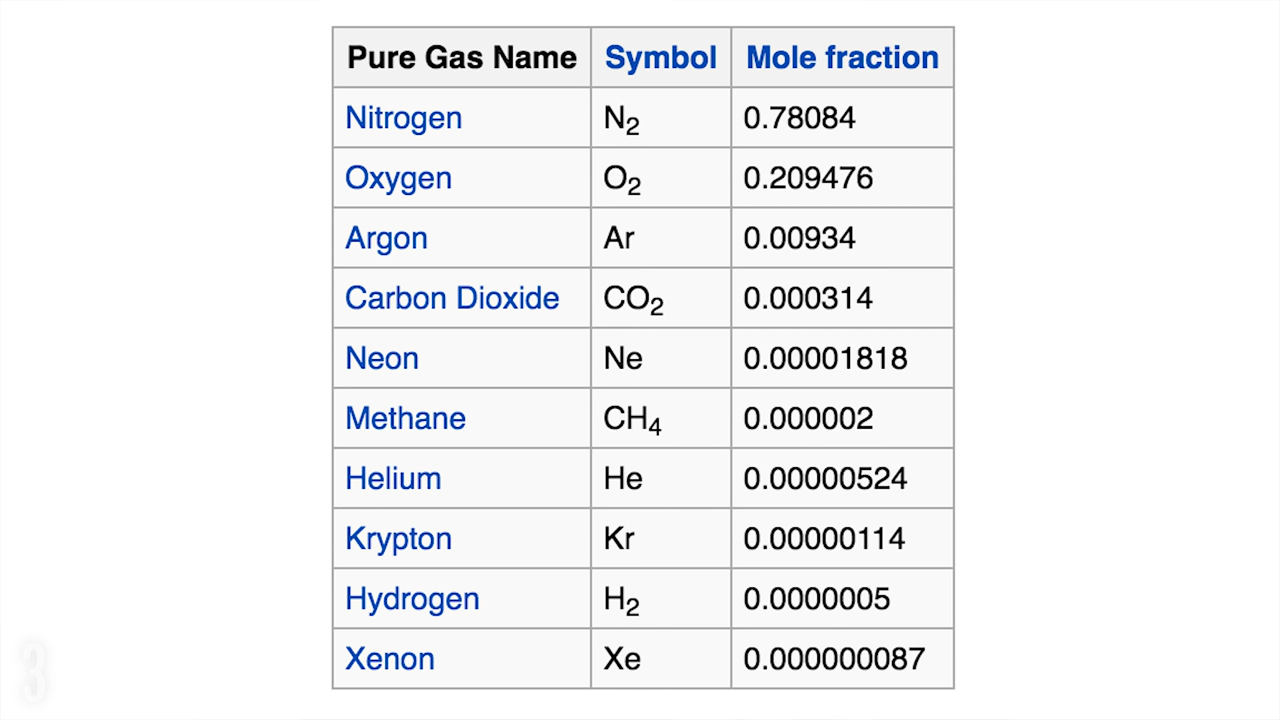 Pure Gas Name Symbol Mole fraction
Nitrogen N₂ 0.78084
Oxygen O₂ 0.209476
Argon Ar 0.00934
Carbon Dioxide CO₂ 0.000314
Neon Ne 0.00001818
Methane CH₄ 0.000002
Helium He 0.00000524
Krypton Kr 0.00000114
Hydrogen H₂ 0.0000005
Xenon Xe 0.000000087
3